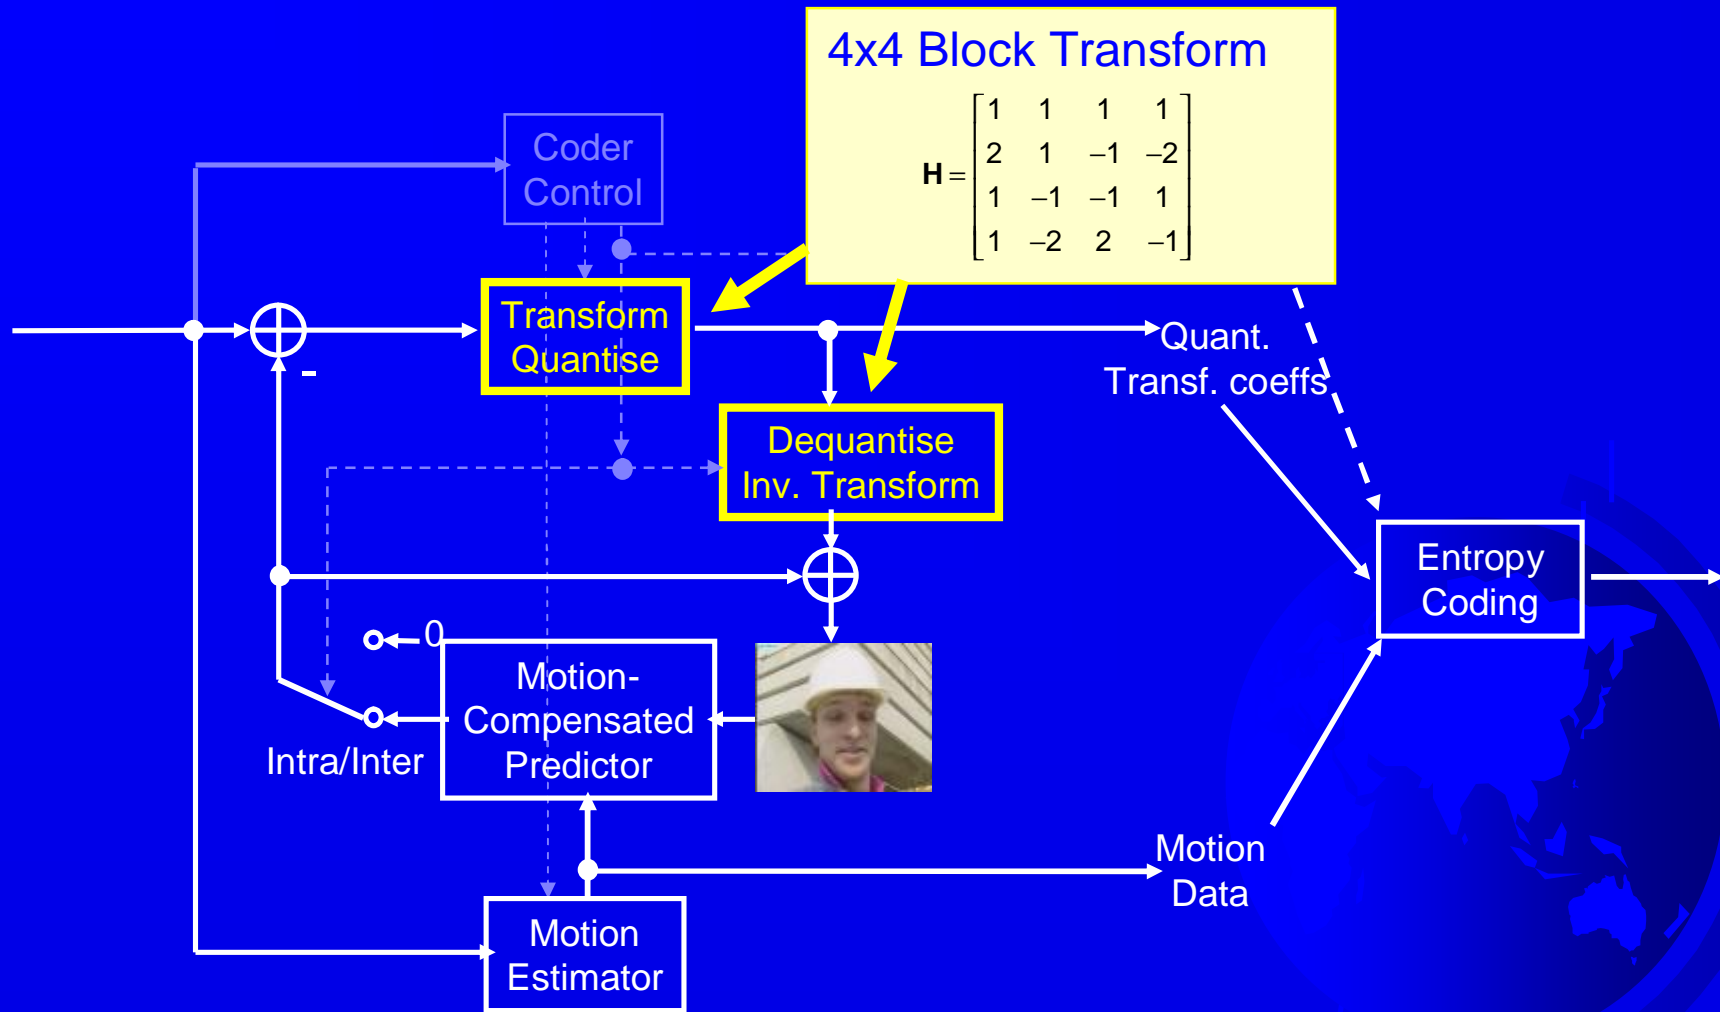 4x4 Block Transform
H = [1 1 1 1
2 1 –1 –2
1 –1 –1 1
1 –2 2 –1]
Coder
Control
Transform
Quantise
-
Quant.
Transf. coeffs
Dequantise
Inv. Transform
Entropy
Coding
0
Motion-
Compensated
Predictor
Intra/Inter
Motion
Data
Motion
Estimator